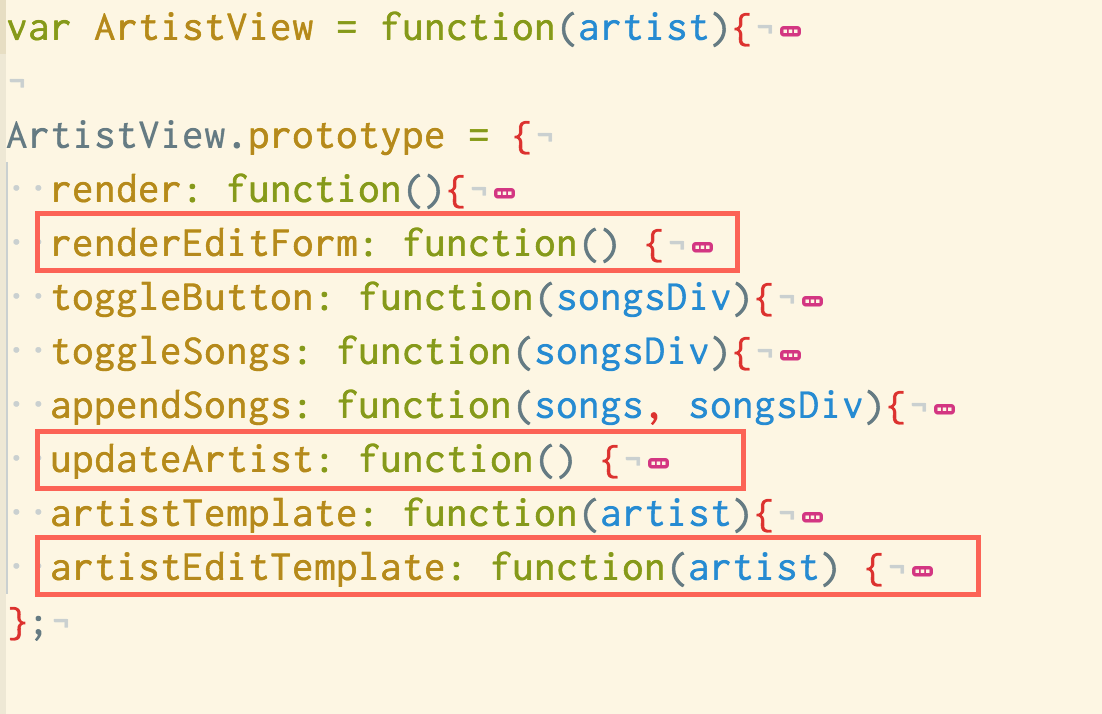 var ArtistView = function(artist){¬
¬
ArtistView.prototype = {¬
render: function(){¬
renderEditForm: function() {¬
toggleButton: function(songsDiv){¬
toggleSongs: function(songsDiv){¬
appendSongs: function(songs, songsDiv){¬
updateArtist: function() {¬
artistTemplate: function(artist){¬
artistEditTemplate: function(artist) {¬
};¬